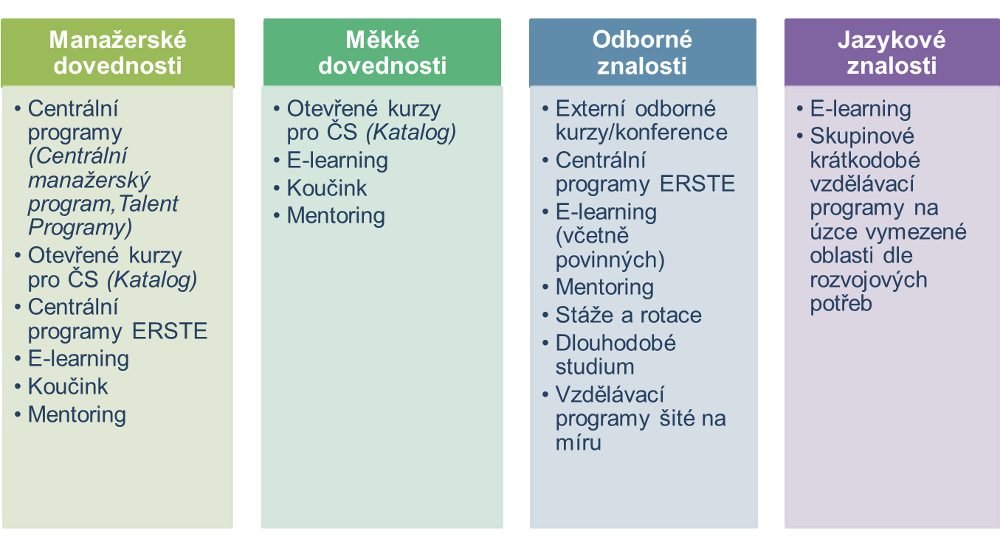 Manažerské
dovednosti
• Centrální
programy
(Centrální
manažerský
program,Talent
Programy)
• Otevřené kurzy
pro ČS (Katalog)
• Centrální
programy ERSTE
• E-learning
• Koučink
• Mentoring
Měkké
dovednosti
• Otevřené kurzy
pro ČS (Katalog)
• E-learning
• Koučink
• Mentoring
Odborné
znalosti
• Externí odborné
kurzy/konference
• Centrální
programy ERSTE
• E-learning
(včetně
povinných)
• Mentoring
• Stáže a rotace
• Dlouhodobé
studium
• Vzdělávací
programy šité na
míru
Jazykové
znalosti
• E-learning
• Skupinové
krátkodobé
vzdělávací
programy na
úzce vymezené
oblasti dle
rozvojových
potřeb